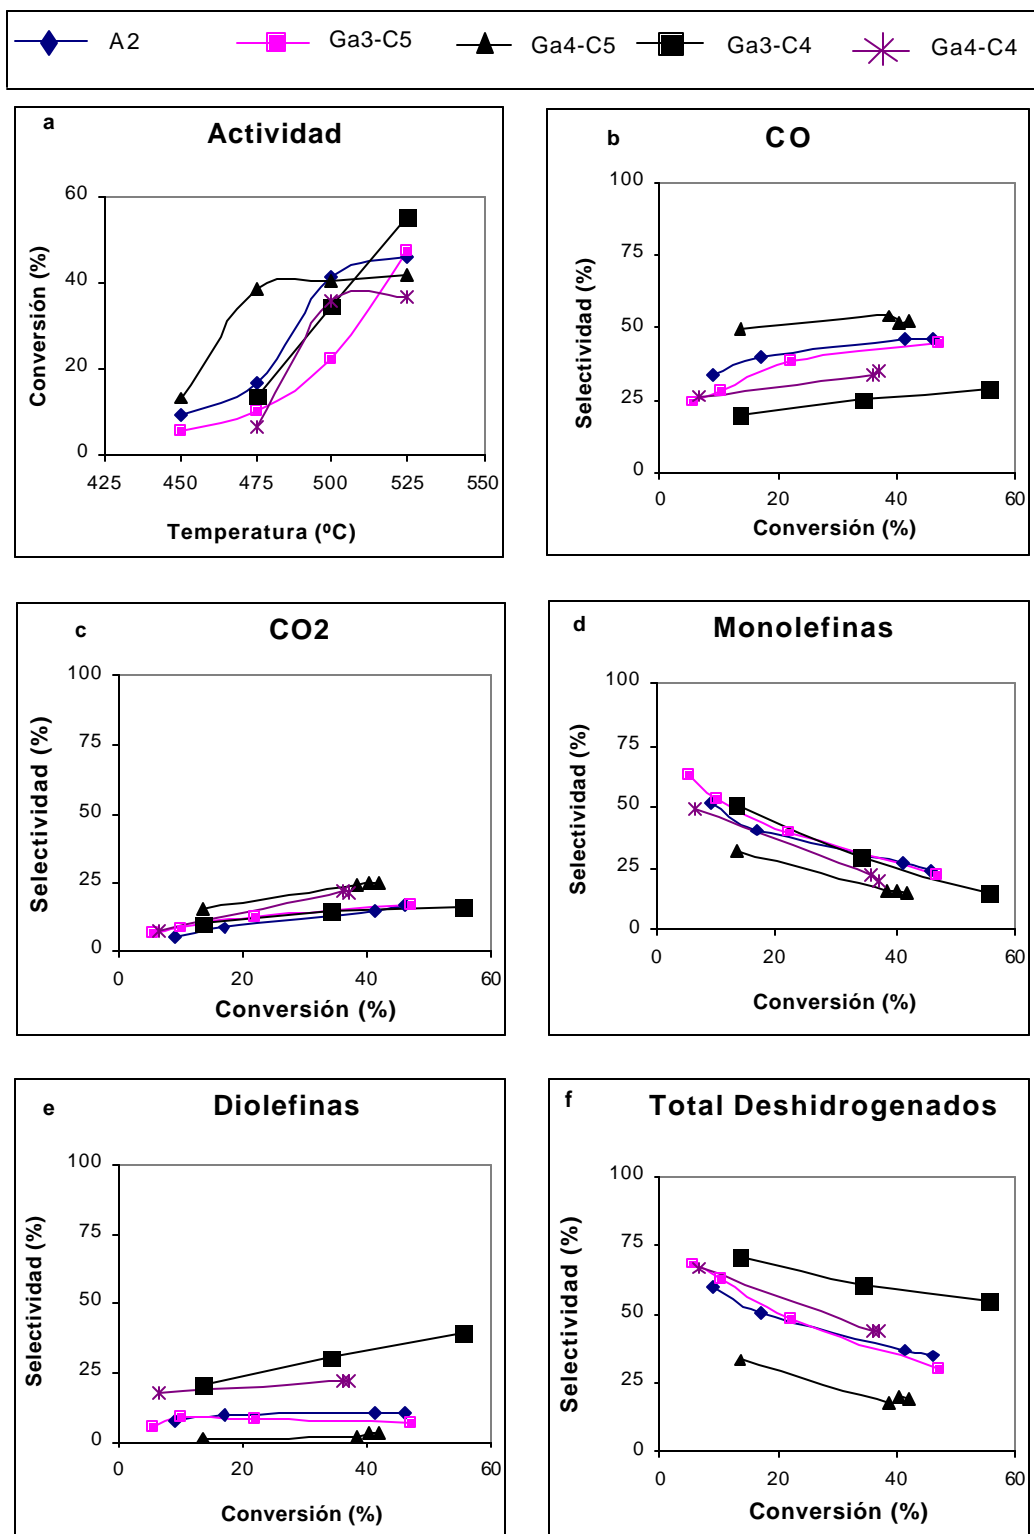 A2 Ga3-C5 Ga4-C5 Ga3-C4 Ga4-C4
a
Actividad
60
40
20
0
425 450 475 500 525 550
Conversión (%)
Temperatura (ºC)
b
CO
100
75
50
25
0
0 20 40 60
Selectividad (%)
Conversión (%)
c
CO2
100
75
50
25
0
0 20 40 60
Selectividad (%)
Conversión (%)
d
Monolefinas
100
75
50
25
0
0 20 40 60
Selectividad (%)
Conversión (%)
e
Diolefinas
100
75
50
25
0
0 20 40 60
Selectividad (%)
Conversión (%)
f
Total Deshidrogenados
100
75
50
25
0
0 20 40 60
Selectividad (%)
Conversión (%)